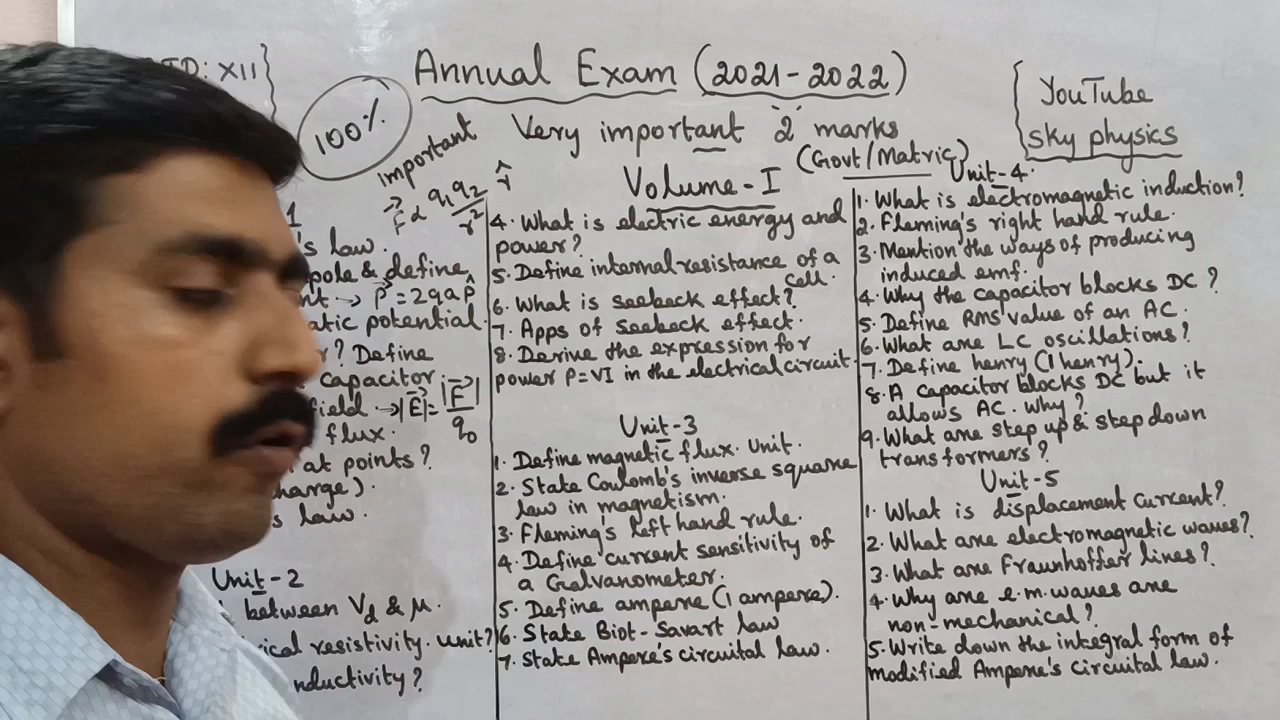 XII
Annual Exam (2021-2022)
100%
important
Very important 2 marks
(Govt/Matric)
YouTube
sky physics
Volume-I
F⃗ ∝ q1q2/r² r̂
1
's law.
pole & define
→ P⃗ = 2qa p̂
potential.
? Define
capacitor
field → |E⃗| = |F⃗|/q0
flux.
at points?
charge).
law.
Unit-2
between Vd & μ.
resistivity. unit?
4. What is electric energy and
power?
5. Define internal resistance of a
cell.
6. What is seebeck effect?
7. Apps of seebeck effect.
8. Derive the expression for
power P=VI in the electrical circuit.
Unit-3
1. Define magnetic flux. Unit.
2. State Coulomb's inverse square
law in magnetism.
3. Fleming's left hand rule.
4. Define current sensitivity of
a Galvanometer.
5. Define ampere (1 ampere).
6. State Biot-Savart law
7. State Ampere's circuital law.
Unit-4.
1. What is electromagnetic induction?
2. Fleming's right hand rule.
3. Mention the ways of producing
induced emf.
4. Why the capacitor blocks DC?
5. Define RMS value of an AC.
6. What are LC oscillations?
7. Define henry (1 henry).
8. A capacitor blocks DC but it
allows AC. Why?
9. What are step up & step down
transformers?
Unit-5
1. What is displacement current?
2. What are electromagnetic waves?
3. What are Fraunhoffer lines?
4. Why are e.m. waves are
non-mechanical?
5. Write down the integral form of
modified Ampere's Circuital law.